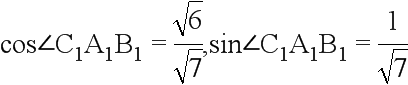 cos∠C₁A₁B₁ = √6/√7,sin∠C₁A₁B₁ = 1/√7